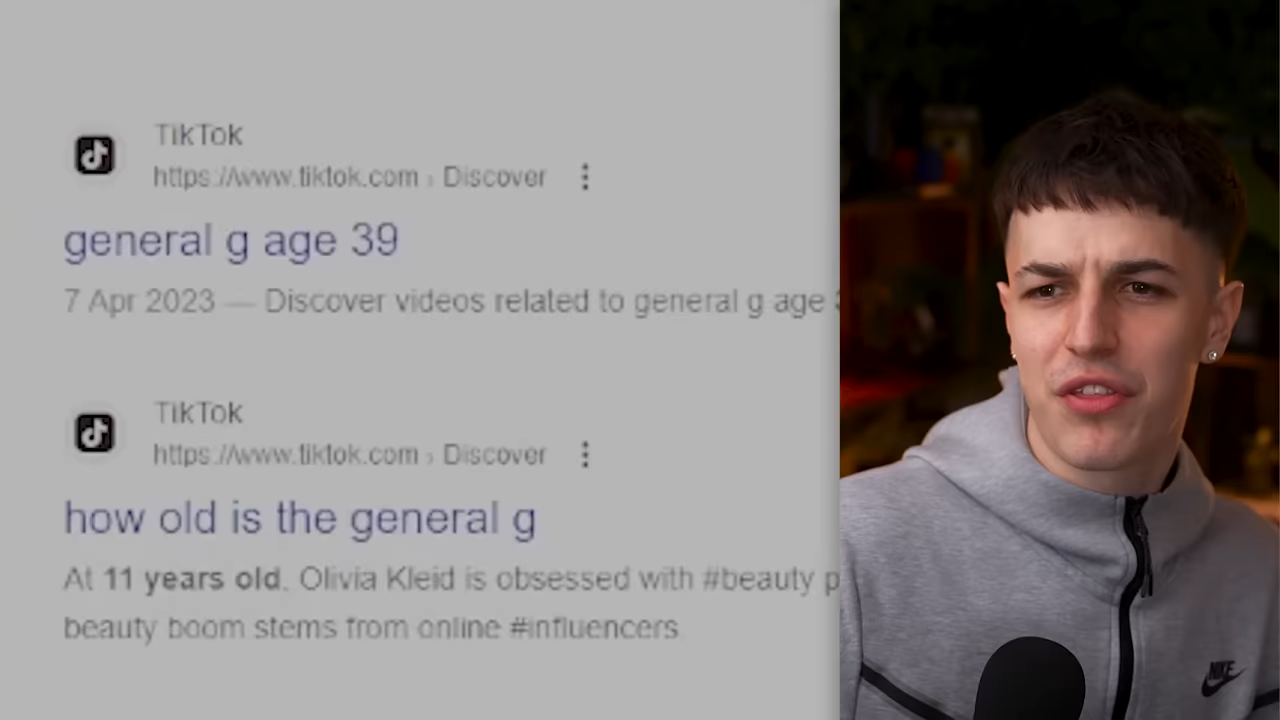 TikTok
https://www.tiktok.com › Discover
general g age 39
7 Apr 2023 — Discover videos related to general g age
TikTok
https://www.tiktok.com › Discover
how old is the general g
At 11 years old, Olivia Kleid is obsessed with #beauty p
beauty boom stems from online #influencers
NIKE